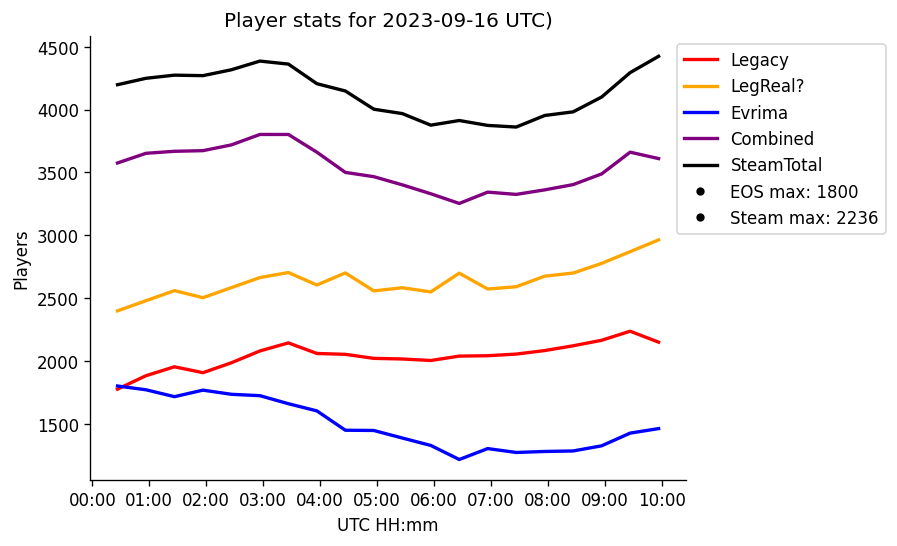 Player stats for 2023-09-16 UTC)
4500
4000
3500
3000
2500
2000
1500
Players
00:00 01:00 02:00 03:00 04:00 05:00 06:00 07:00 08:00 09:00 10:00
UTC HH:mm
Legacy
LegReal?
Evrima
Combined
SteamTotal
EOS max: 1800
Steam max: 2236